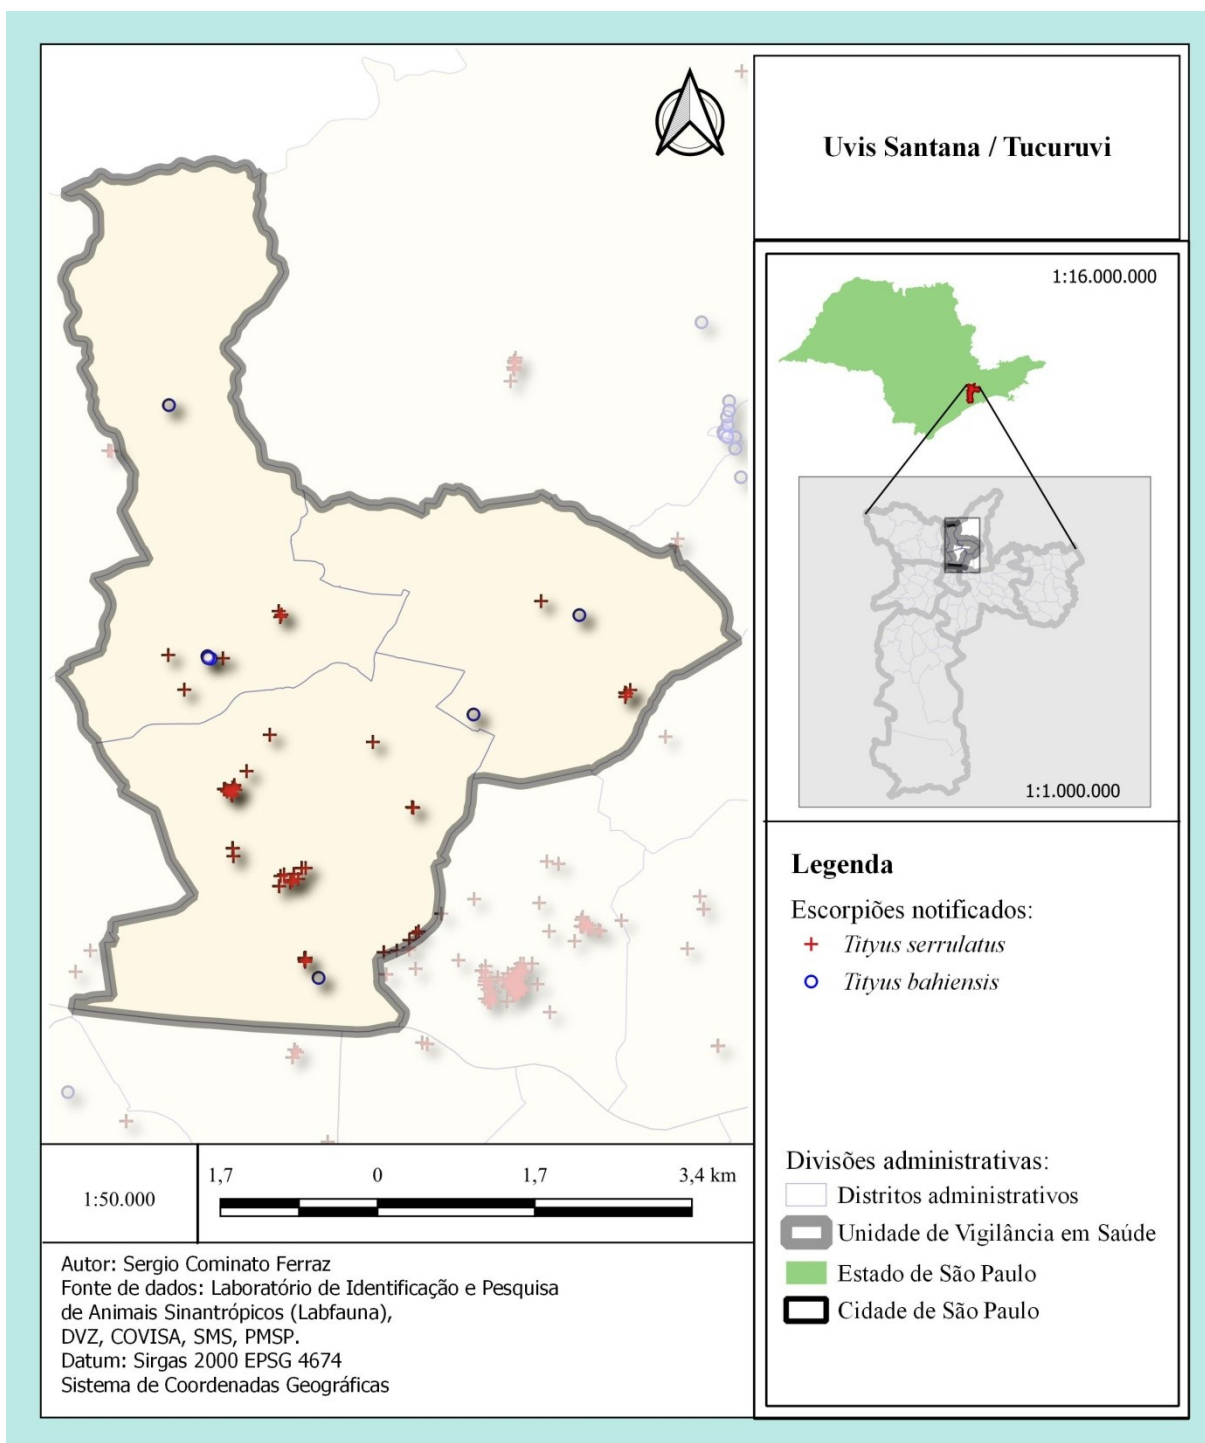 Uvis Santana / Tucuruvi
1:16.000.000
1:1.000.000
Legenda
Escorpiões notificados:
Tityus serrulatus
Tityus bahiensis
Divisões administrativas:
Distritos administrativos
Unidade de Vigilância em Saúde
Estado de São Paulo
Cidade de São Paulo
1:50.000
1,7 0 1,7 3,4 km
Autor: Sergio Cominato Ferraz
Fonte de dados: Laboratório de Identificação e Pesquisa
de Animais Sinantrópicos (Labfauna),
DVZ, COVISA, SMS, PMSP.
Datum: Sirgas 2000 EPSG 4674
Sistema de Coordenadas Geográficas